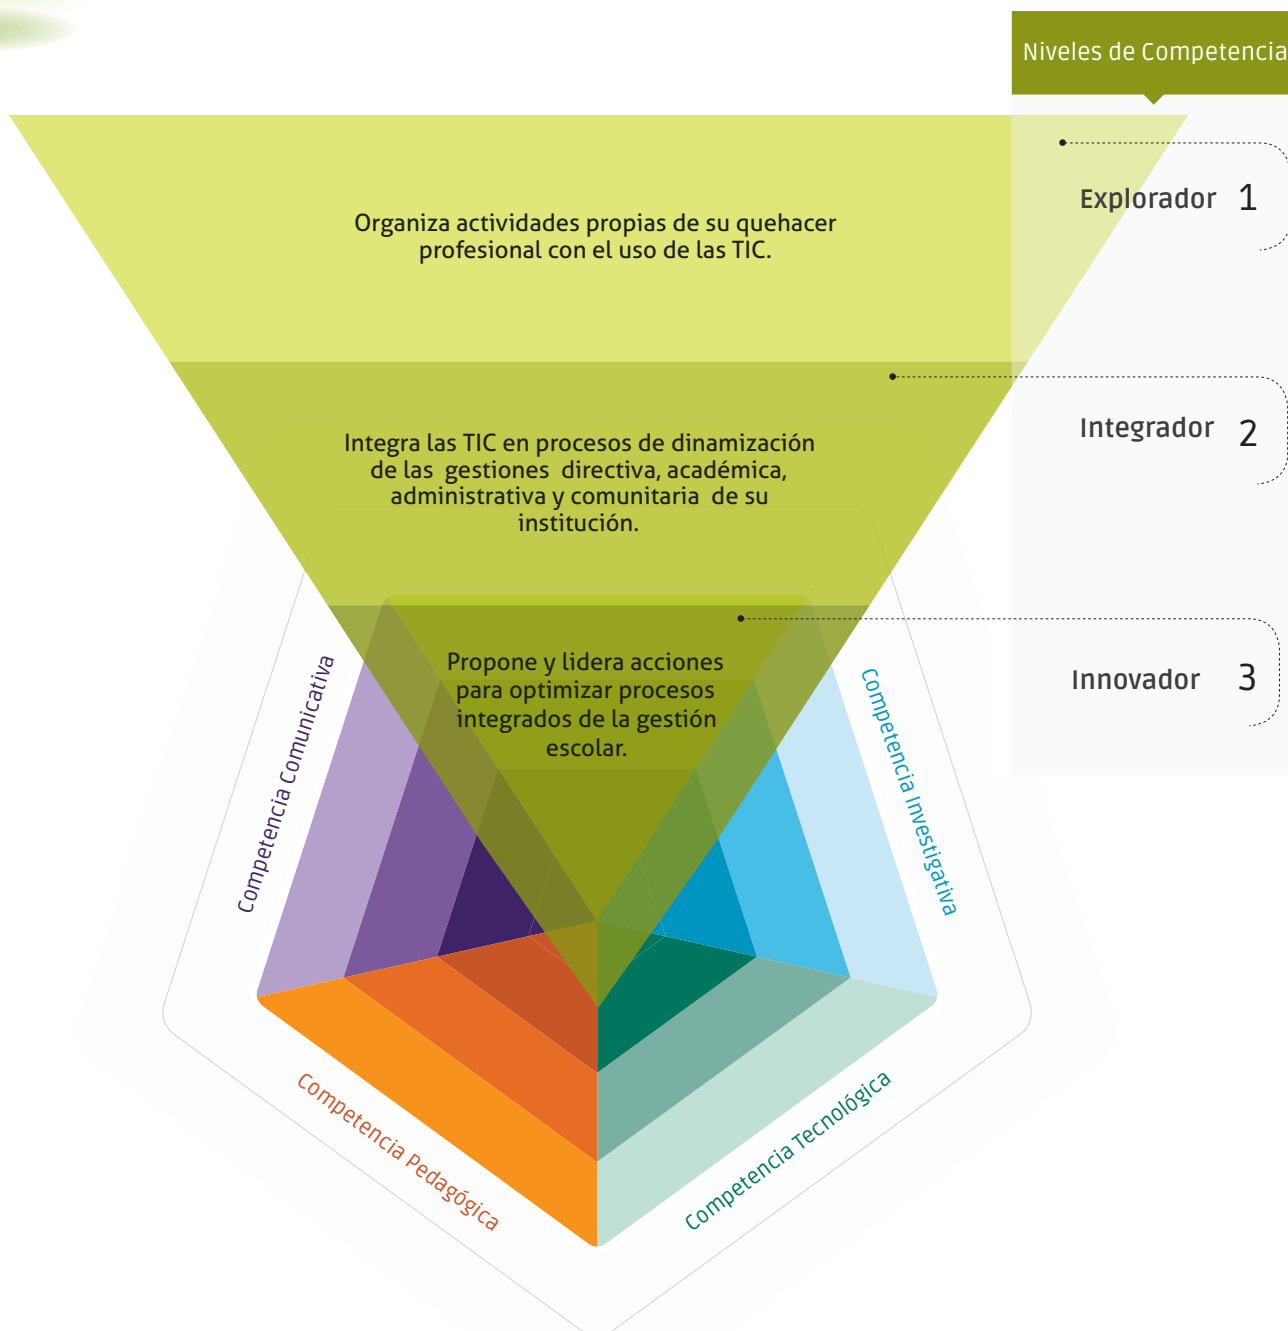 Niveles de Competencia
Organiza actividades propias de su quehacer
profesional con el uso de las TIC.
Explorador 1
Integra las TIC en procesos de dinamización
de las gestiones directiva, académica,
administrativa y comunitaria de su
institución.
Integrador 2
Propone y lidera acciones
para optimizar procesos
integrados de la gestión
escolar.
Innovador 3
Competencia Comunicativa
Competencia Investigativa
Competencia Pedagógica
Competencia Tecnológica